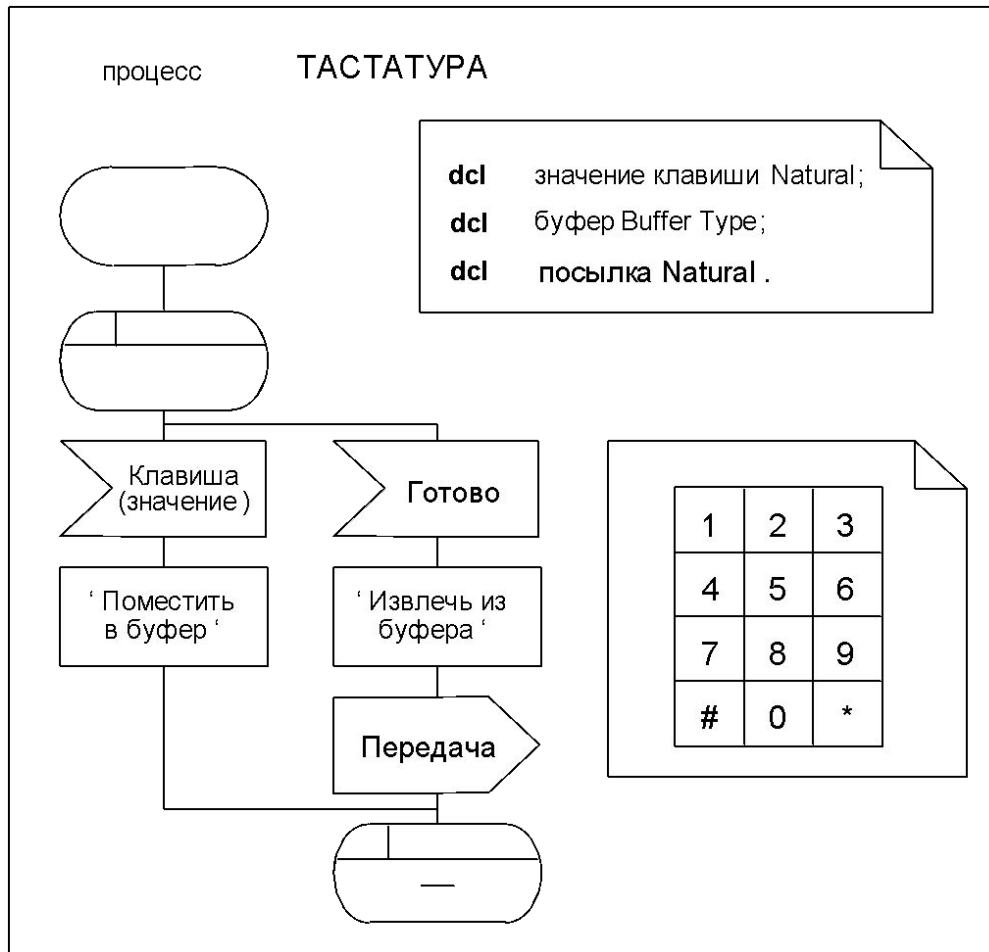 процесс ТАСТАТУРА
dcl значение клавиши Natural;
dcl буфер Buffer Type;
dcl посылка Natural .
Клавиша
(значение )
Готово
‘ Поместить
в буфер ‘
‘ Извлечь из
буфера ‘
Передача
—
1 2 3
4 5 6
7 8 9
# 0 *